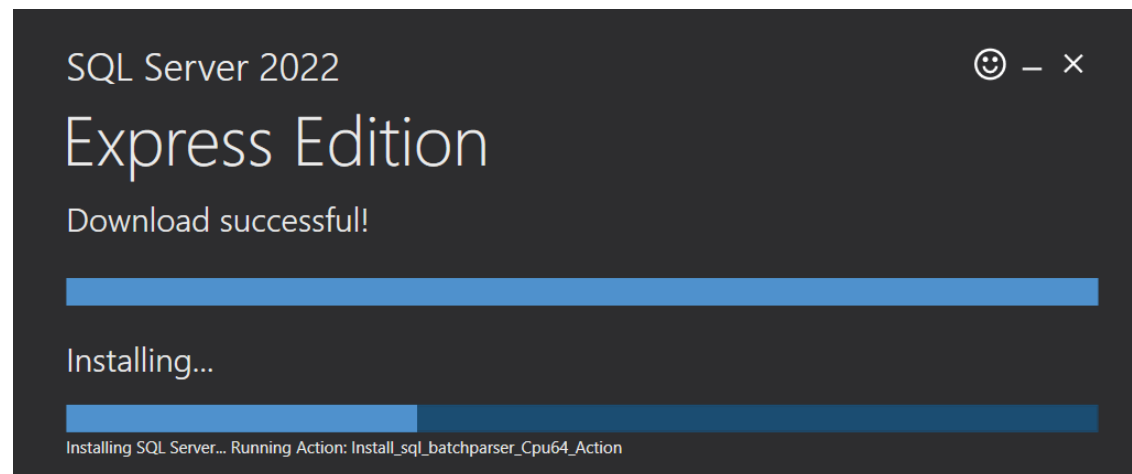 SQL Server 2022
Express Edition
Download successful!
Installing...
Installing SQL Server... Running Action: Install_sql_batchparser_Cpu64_Action